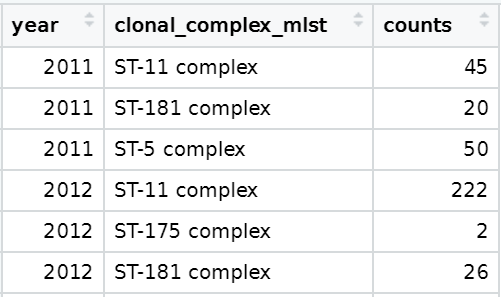 year clonal_complex_mlst counts
2011 ST-11 complex 45
2011 ST-181 complex 20
2011 ST-5 complex 50
2012 ST-11 complex 222
2012 ST-175 complex 2
2012 ST-181 complex 26